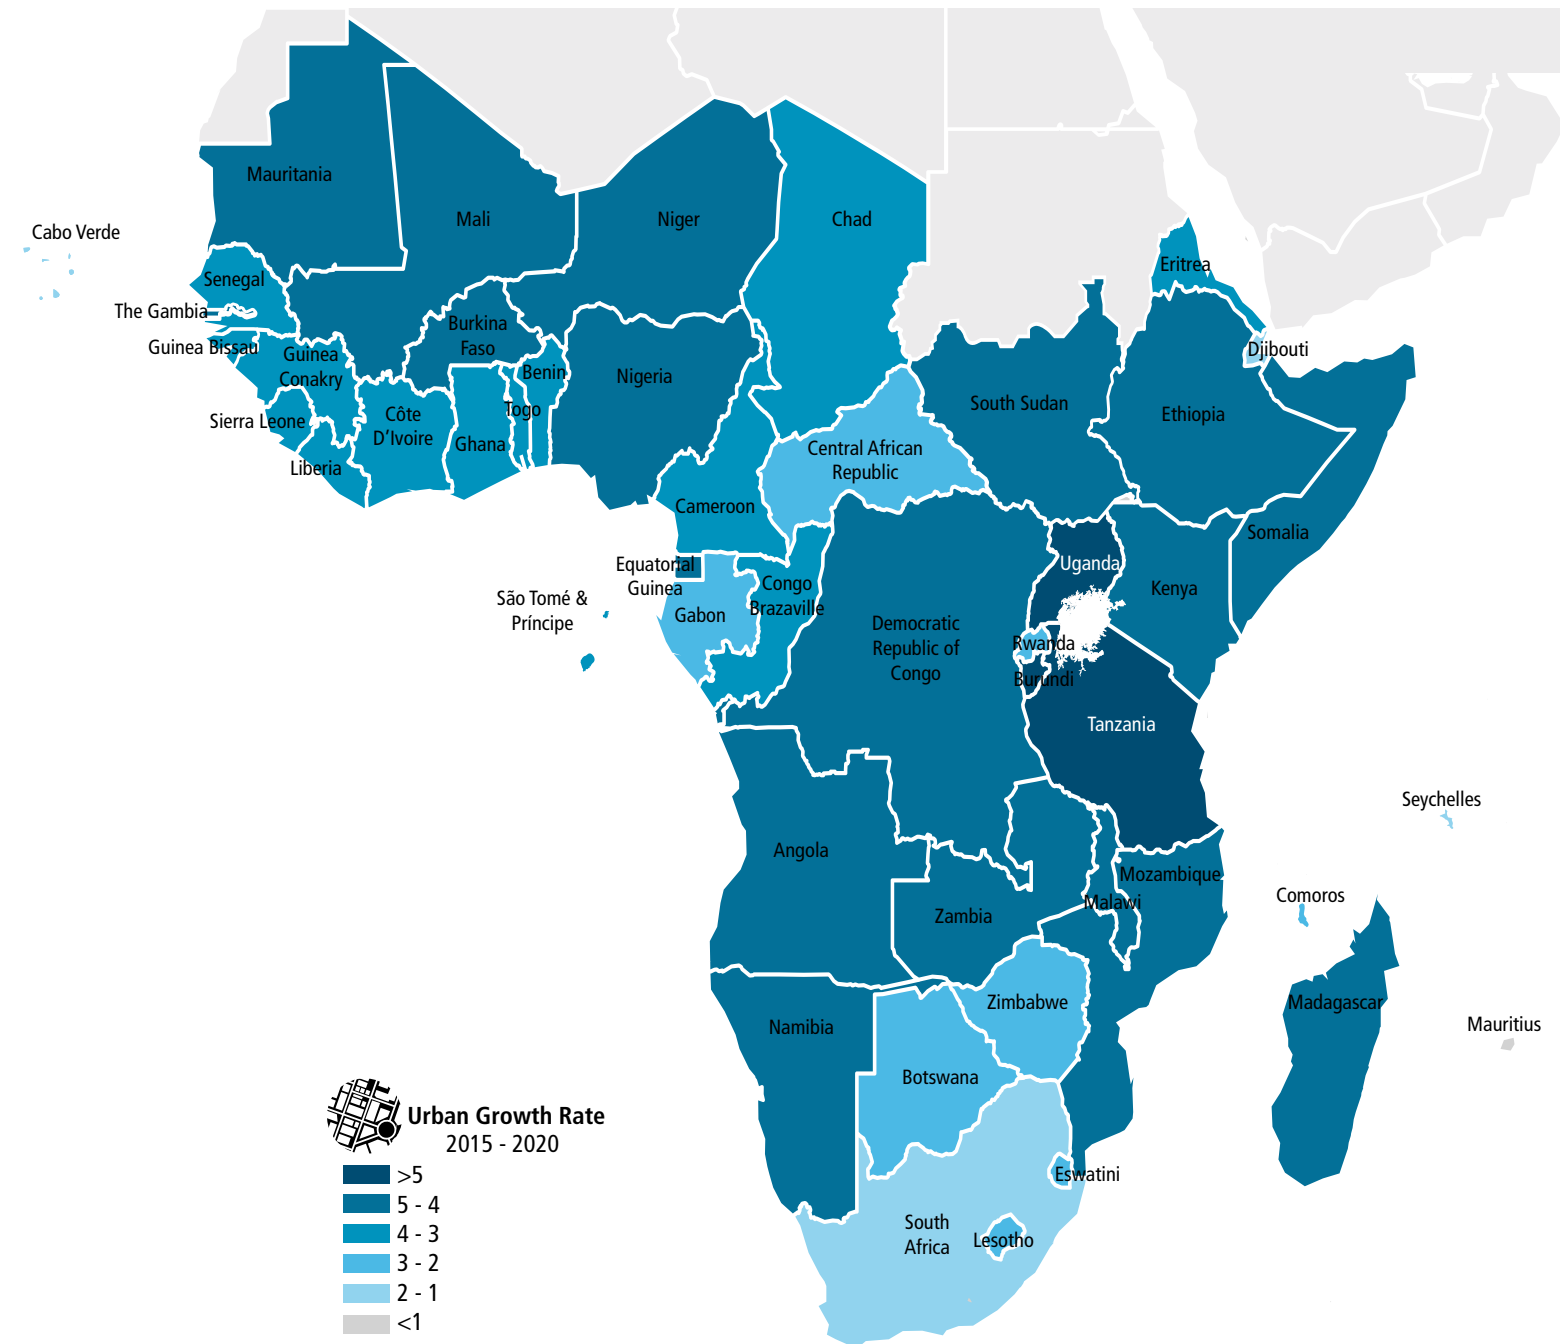 Mauritania
Mali
Niger
Chad
Cabo Verde
Senegal
Eritrea
The Gambia
Guinea Bissau
Guinea
Conakry
Burkina
Faso
Djibouti
Benin
Nigeria
Togo
South Sudan
Ethiopia
Sierra Leone
Côte
D'Ivoire
Ghana
Liberia
Central African
Republic
Cameroon
Somalia
Equatorial
Guinea
Uganda
Kenya
São Tomé &
Príncipe
Gabon
Congo
Brazaville
Democratic
Republic of
Congo
Rwanda
Burundi
Tanzania
Seychelles
Angola
Mozambique
Malawi
Comoros
Zambia
Zimbabwe
Madagascar
Mauritius
Namibia
Botswana
Eswatini
South
Africa
Lesotho
Urban Growth Rate
2015 - 2020
>5
5 - 4
4 - 3
3 - 2
2 - 1
<1